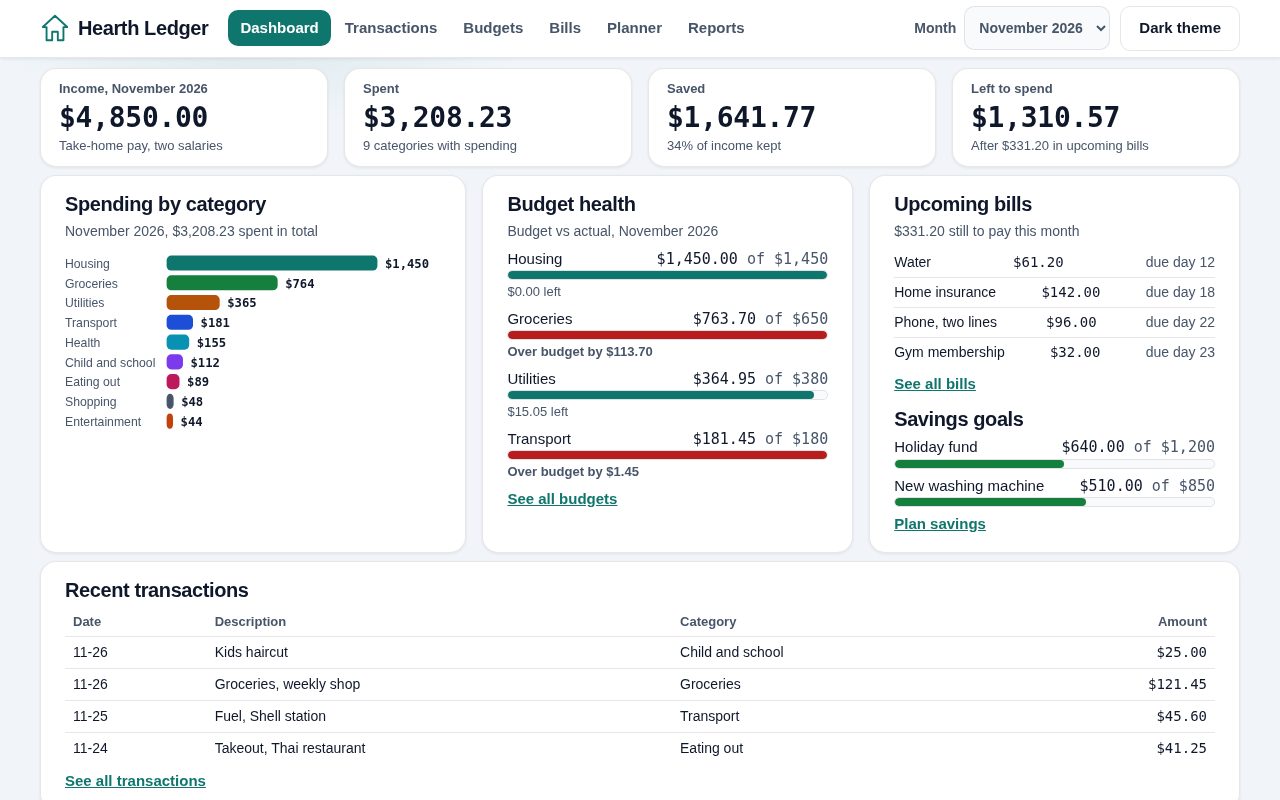 Hearth Ledger
Dashboard
Transactions
Budgets
Bills
Planner
Reports
Month
November 2026
Dark theme
Income, November 2026
$4,850.00
Take-home pay, two salaries
Spent
$3,208.23
9 categories with spending
Saved
$1,641.77
34% of income kept
Left to spend
$1,310.57
After $331.20 in upcoming bills
Spending by category
November 2026, $3,208.23 spent in total
Housing $1,450
Groceries $764
Utilities $365
Transport $181
Health $155
Child and school $112
Eating out $89
Shopping $48
Entertainment $44
Budget health
Budget vs actual, November 2026
Housing $1,450.00 of $1,450
$0.00 left
Groceries $763.70 of $650
Over budget by $113.70
Utilities $364.95 of $380
$15.05 left
Transport $181.45 of $180
Over budget by $1.45
See all budgets
Upcoming bills
$331.20 still to pay this month
Water $61.20 due day 12
Home insurance $142.00 due day 18
Phone, two lines $96.00 due day 22
Gym membership $32.00 due day 23
See all bills
Savings goals
Holiday fund $640.00 of $1,200
New washing machine $510.00 of $850
Plan savings
Recent transactions
Date Description Category Amount
11-26 Kids haircut Child and school $25.00
11-26 Groceries, weekly shop Groceries $121.45
11-25 Fuel, Shell station Transport $45.60
11-24 Takeout, Thai restaurant Eating out $41.25
See all transactions